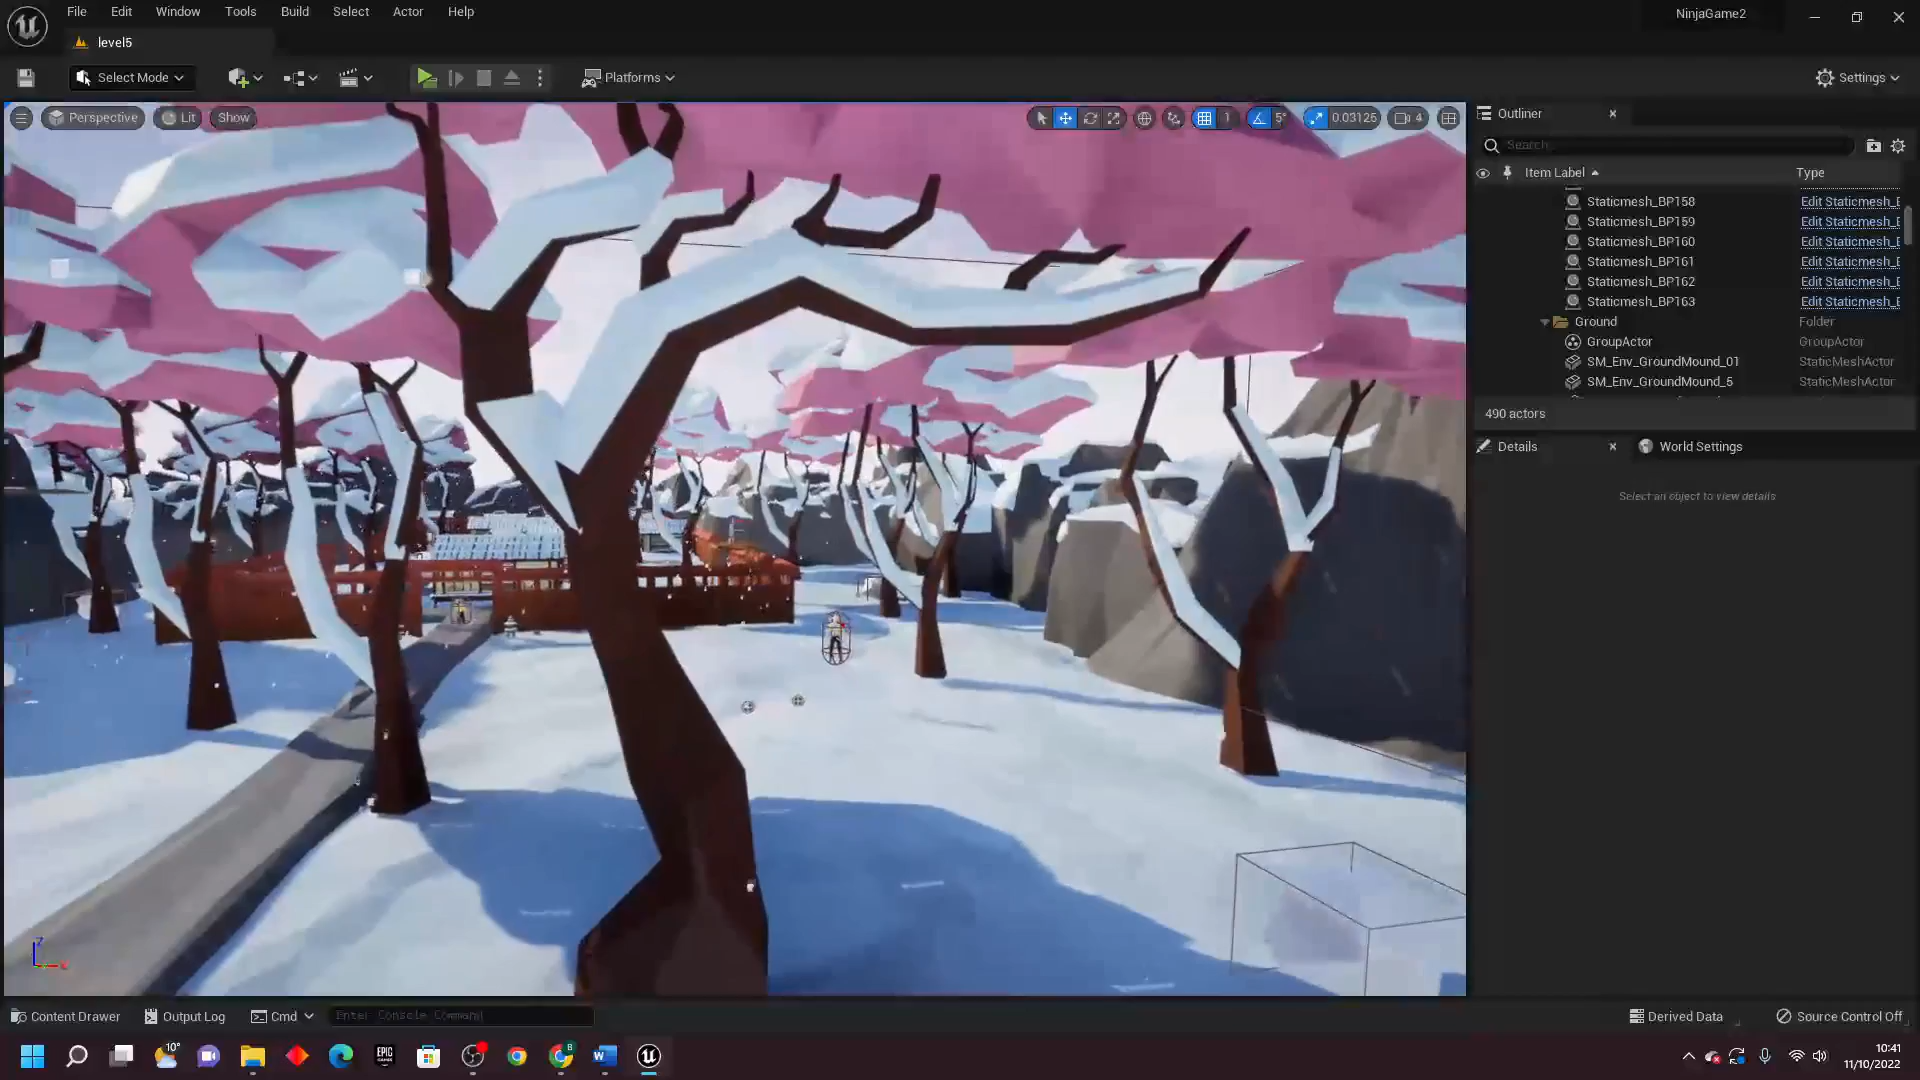 File Edit Window Tools Build Select Actor Help
NinjaGame2
level5
Select Mode
Platforms
Settings
Perspective Lit Show
1 5° 0.03125 4
Outliner
Search...
Item Label Type
Staticmesh_BP158 Edit Staticmesh_E
Staticmesh_BP159 Edit Staticmesh_E
Staticmesh_BP160 Edit Staticmesh_E
Staticmesh_BP161 Edit Staticmesh_E
Staticmesh_BP162 Edit Staticmesh_E
Staticmesh_BP163 Edit Staticmesh_E
Ground Folder
GroupActor GroupActor
SM_Env_GroundMound_01 StaticMeshActor
SM_Env_GroundMound_5 StaticMeshActor
490 actors
Details World Settings
Select an object to view details
Z
X
Content Drawer Output Log Cmd Enter Console Command
Derived Data Source Control Off
10°
EPIC GAMES
B
W
10:41
11/10/2022